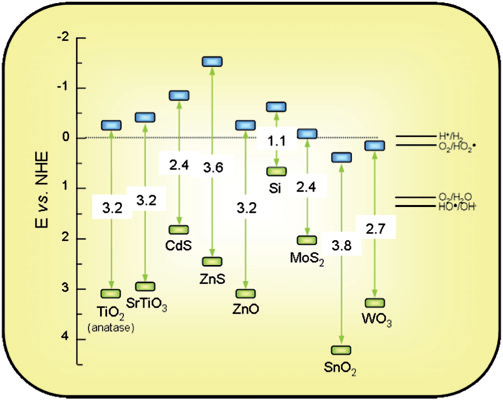 -2
-1
0
1
2
3
4
E vs. NHE
3.2
3.2
2.4
3.6
3.2
1.1
2.4
3.8
2.7
TiO₂
(anatase)
SrTiO₃
CdS
ZnS
ZnO
Si
MoS₂
SnO₂
WO₃
H⁺/H₂
O₂/HO₂•
O₂/H₂O
HO•/OH⁻